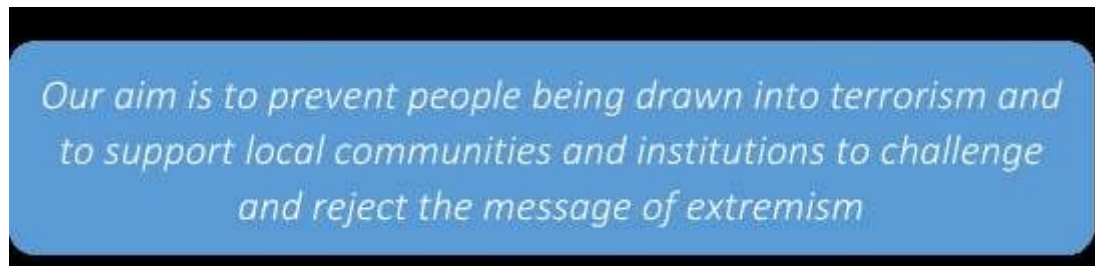 Our aim is to prevent people being drawn into terrorism and
to support local communities and institutions to challenge
and reject the message of extremism